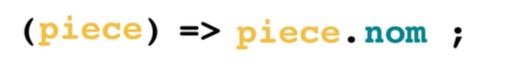 (piece) => piece.nom ;